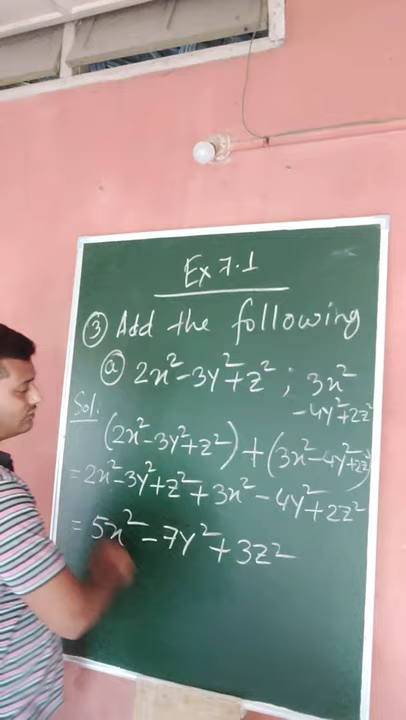 Ex 7.1
③ Add the following
ⓐ 2x² - 3y² + z² ; 3x²
- 4y² + 2z²
Sol:
(2x² - 3y² + z²) + (3x² - 4y² + 2z²)
= 2x² - 3y² + z² + 3x² - 4y² + 2z²
= 5x² - 7y² + 3z²